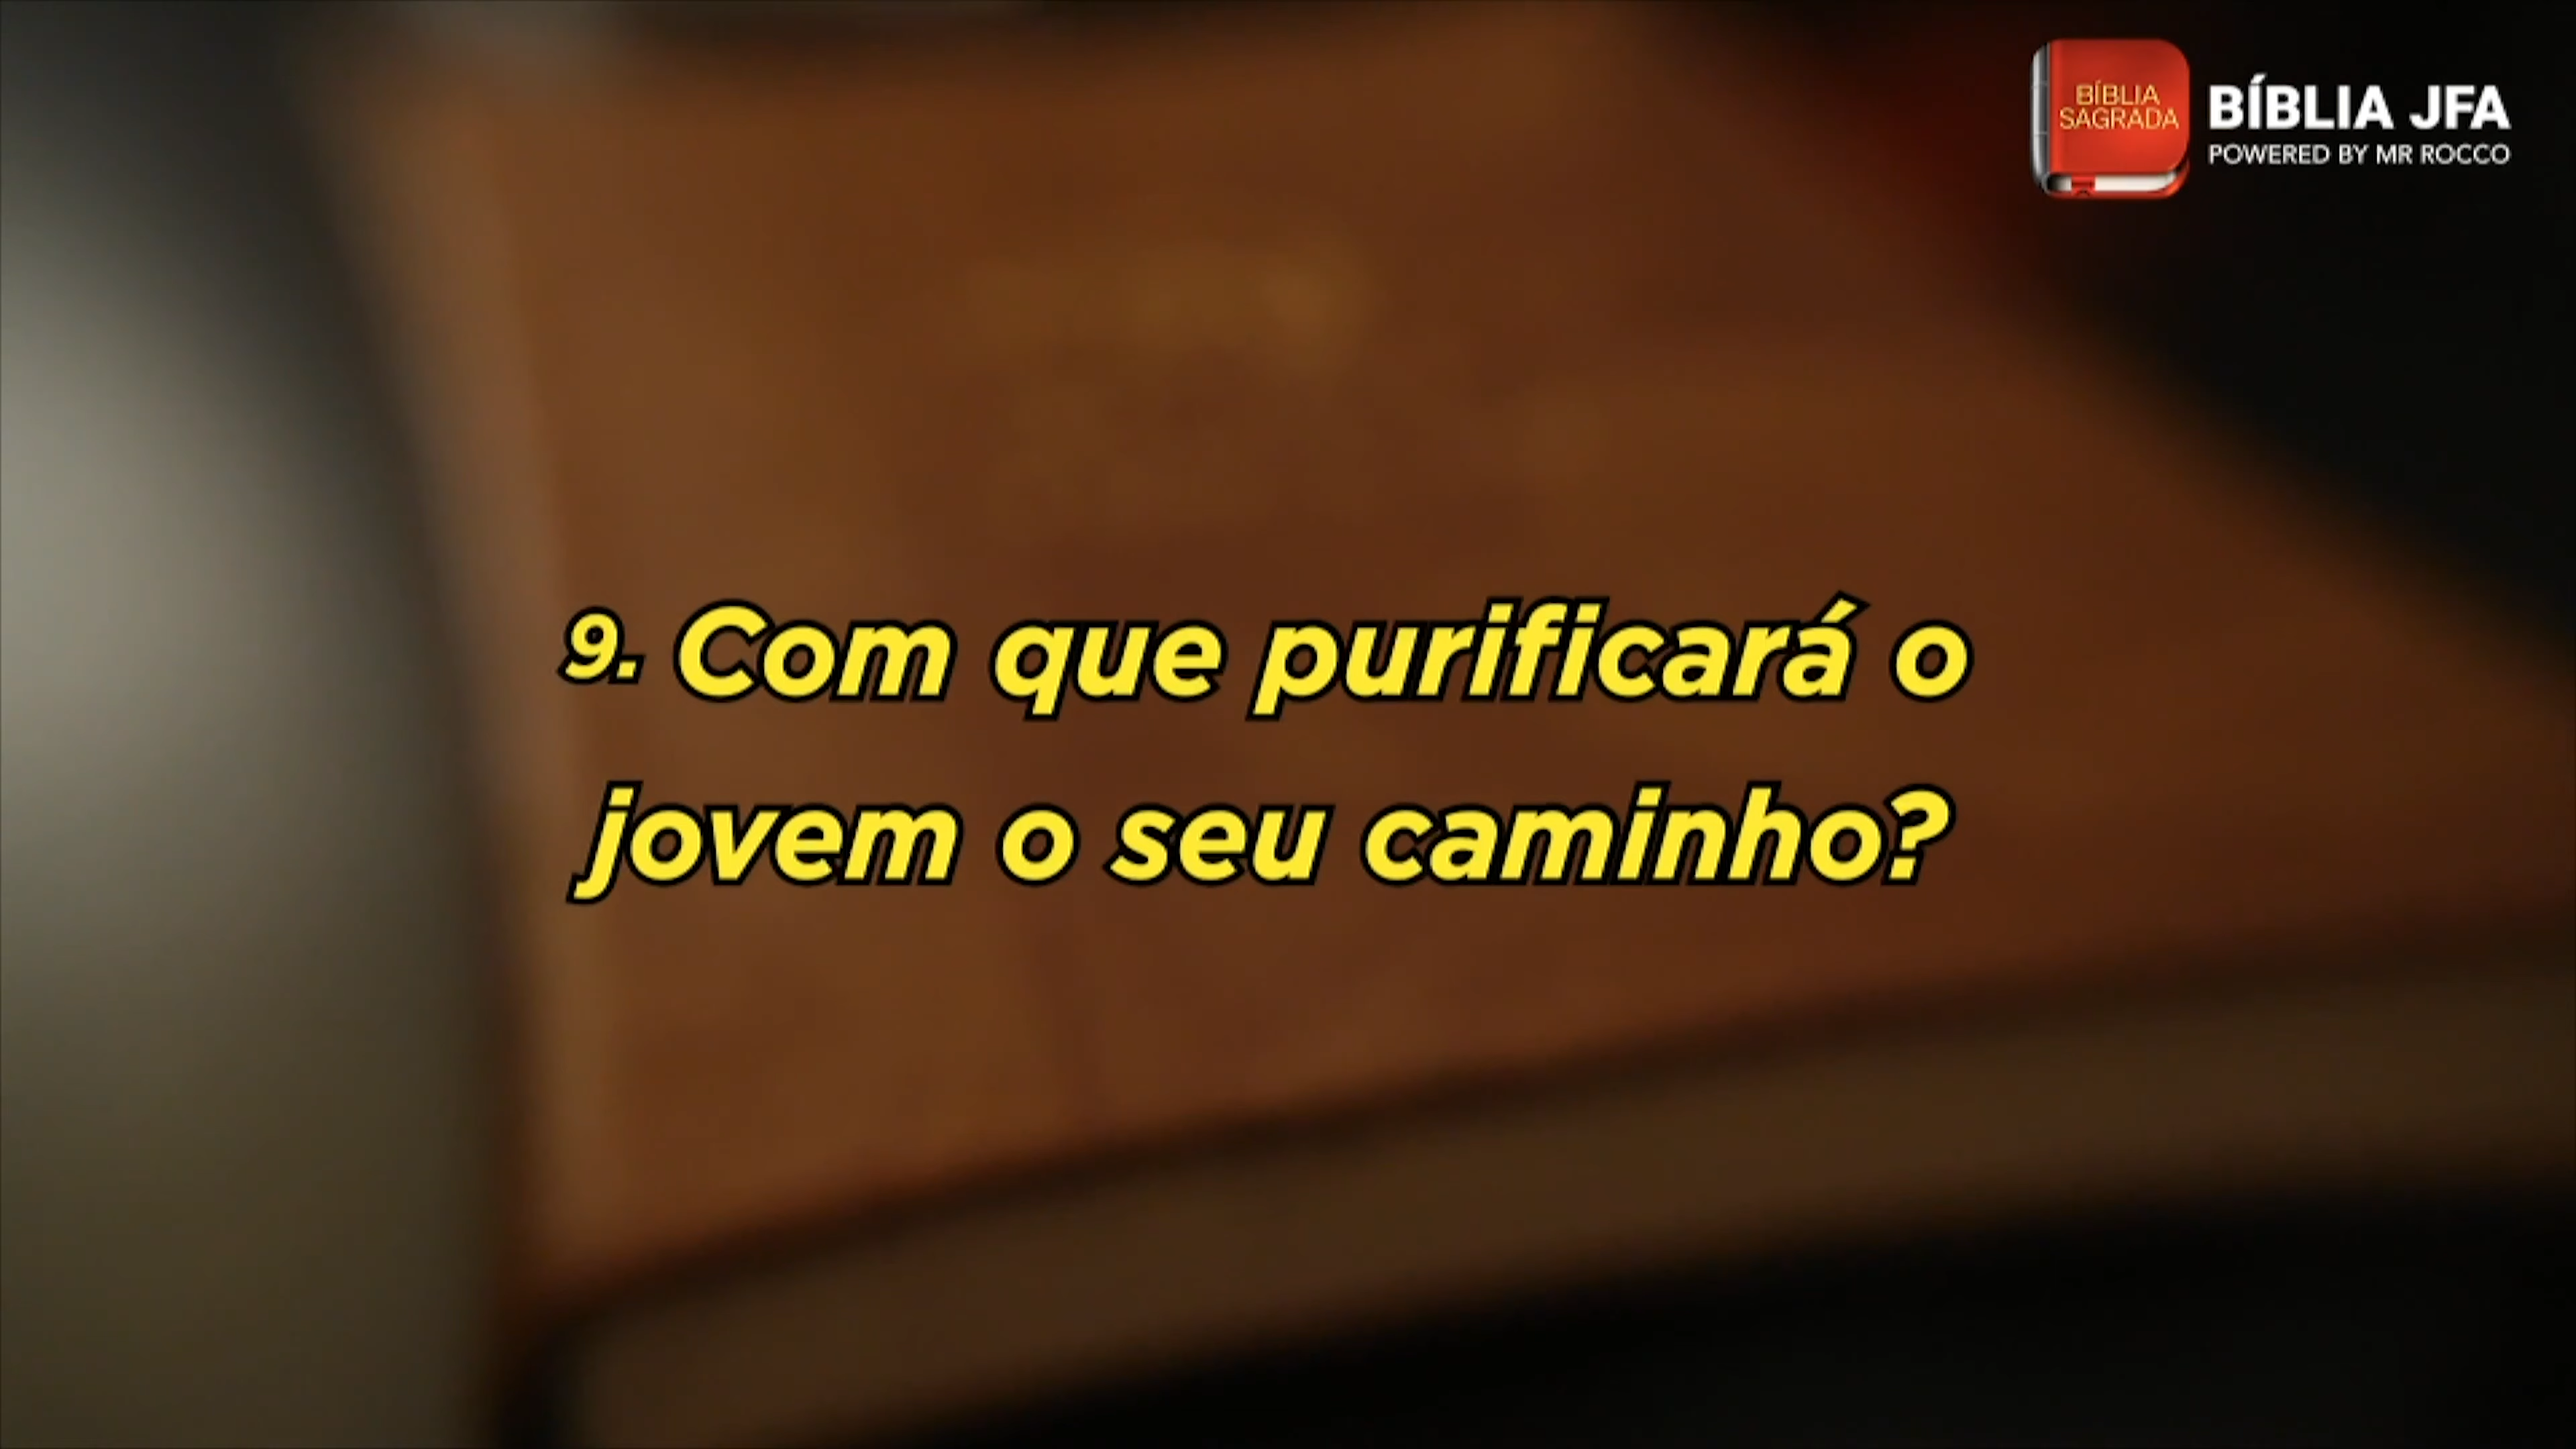 BÍBLIA
SAGRADA
BÍBLIA JFA
POWERED BY MR ROCCO
9. Com que purificará o
jovem o seu caminho?